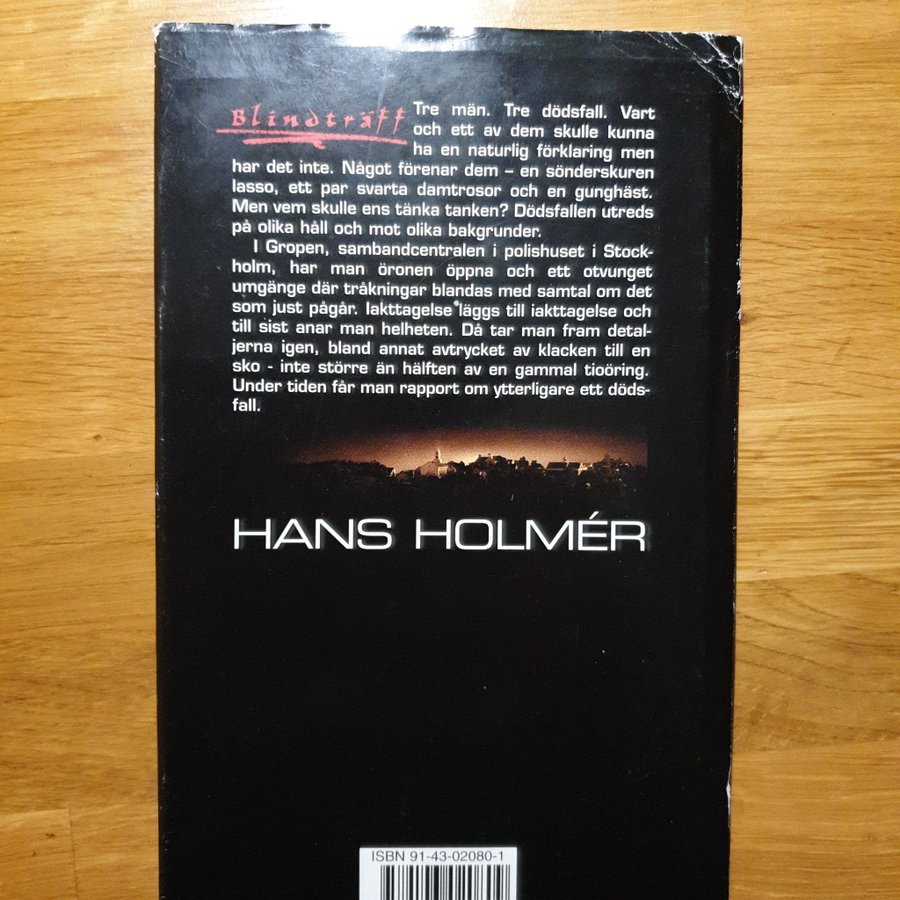 Blindträff
Tre män. Tre dödsfall. Vart
och ett av dem skulle kunna
ha en naturlig förklaring men
har det inte. Något förenar dem – en sönderskuren
lasso, ett par svarta damtrosor och en gunghäst.
Men vem skulle ens tänka tanken? Dödsfallen utreds
på olika håll och mot olika bakgrunder.
I Gropen, sambandcentralen i polishuset i Stock-
holm, har man öronen öppna och ett otvunget
umgänge där tråkningar blandas med samtal om det
som just pågår. Iakttagelse läggs till iakttagelse och
till sist anar man helheten. Då tar man fram detal-
jerna igen, bland annat avtrycket av klacken till en
sko - inte större än hälften av en gammal tioöring.
Under tiden får man rapport om ytterligare ett döds-
fall.
HANS HOLMÉR
ISBN 91-43-02080-1